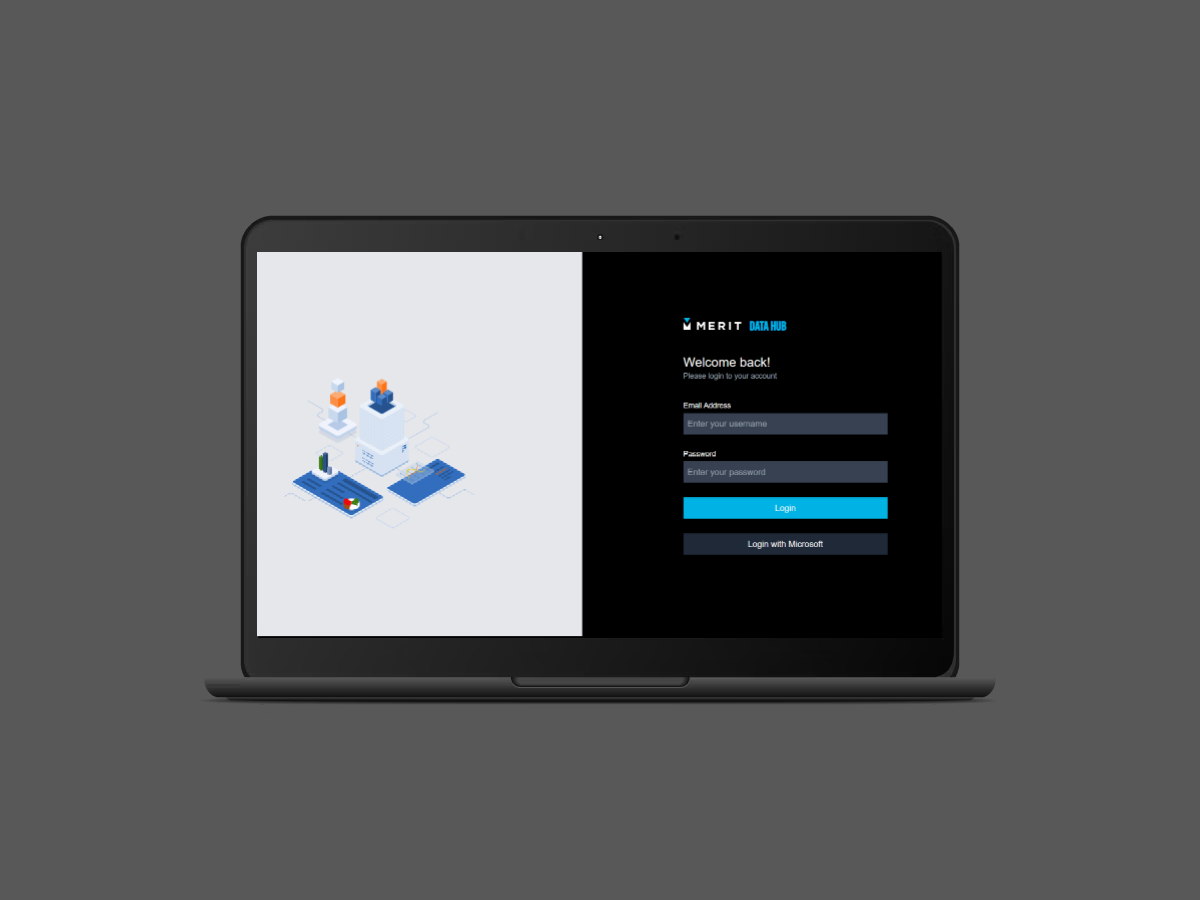 MERIT DATA HUB
Welcome back!
Please login to your account
Email Address
Enter your username
Password
Enter your password
Login
Login with Microsoft